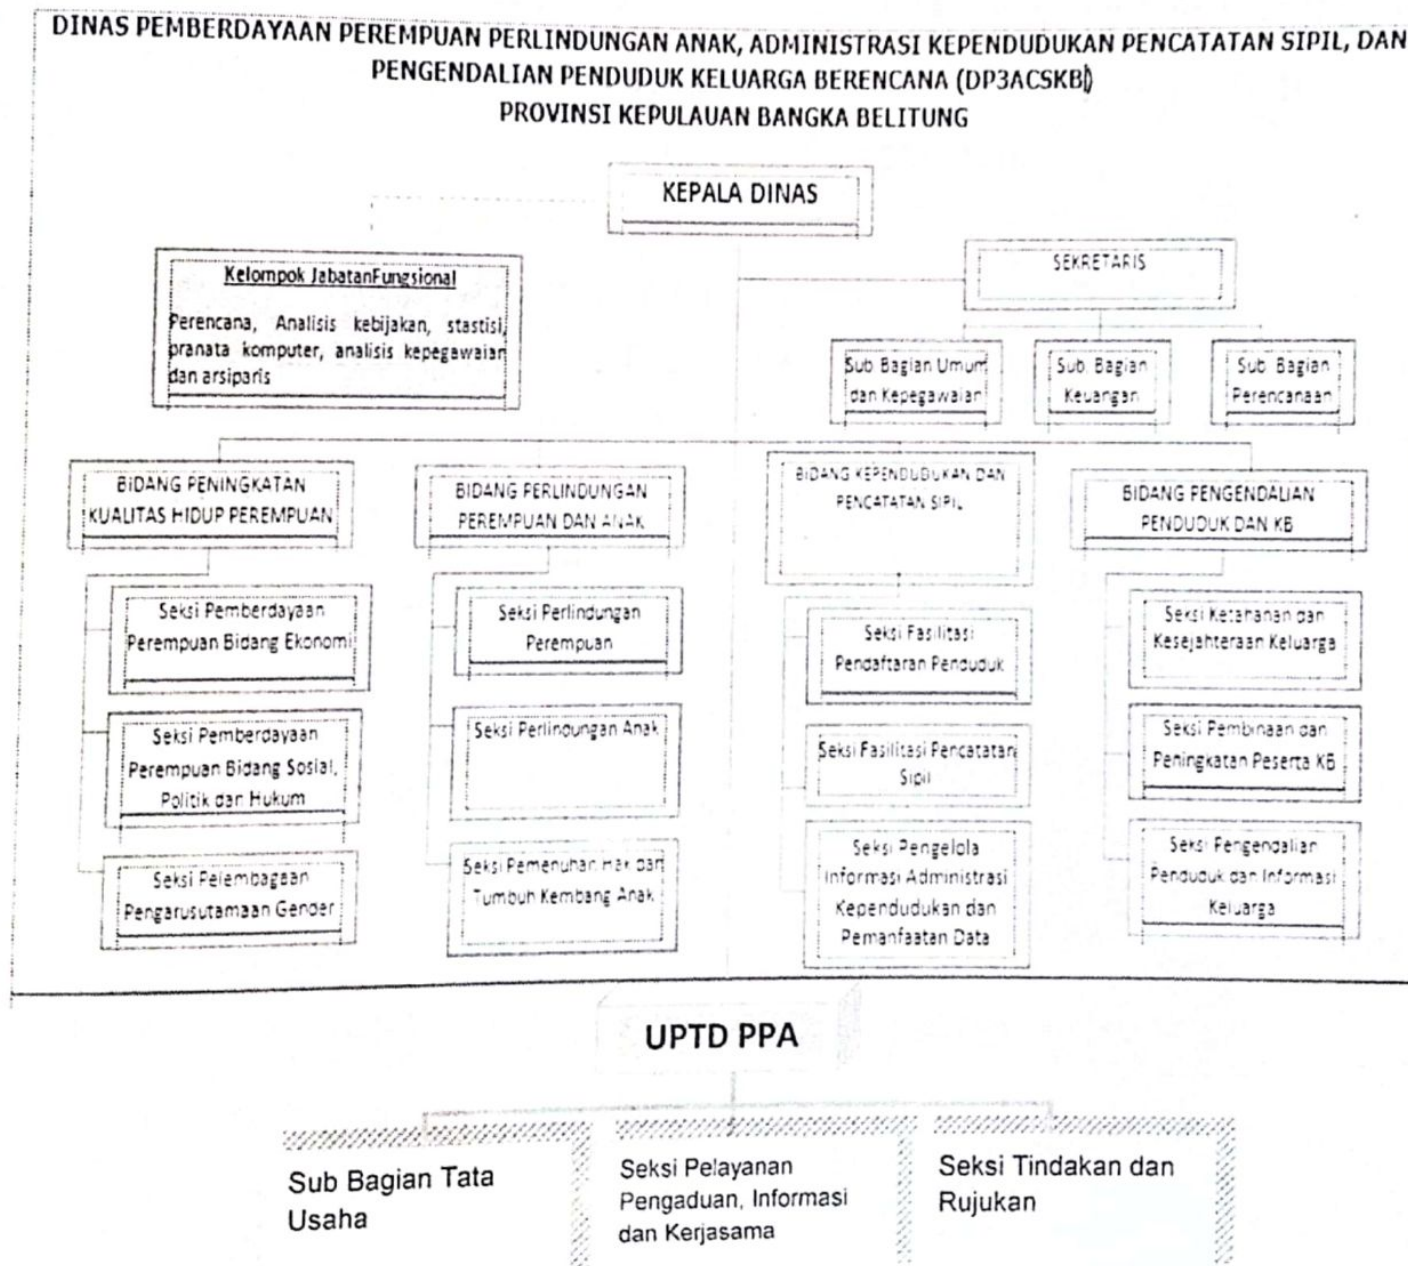 DINAS PEMBERDAYAAN PEREMPUAN PERLINDUNGAN ANAK, ADMINISTRASI KEPENDUDUKAN PENCATATAN SIPIL, DAN
PENGENDALIAN PENDUDUK KELUARGA BERENCANA (DP3ACSKB)
PROVINSI KEPULAUAN BANGKA BELITUNG
KEPALA DINAS
Kelompok JabatanFungsional
Perencana, Analisis kebijakan, stastisi,
pranata komputer, analisis kepegawaian
dan arsiparis
SEKRETARIS
Sub Bagian Umum
dan Kepegawaian
Sub Bagian
Keuangan
Sub Bagian
Perencanaan
BIDANG PENINGKATAN
KUALITAS HIDUP PEREMPUAN
BIDANG PERLINDUNGAN
PEREMPUAN DAN ANAK
BIDANG KEPENDUDUKAN DAN
PENCATATAN SIPIL
BIDANG PENGENDALIAN
PENDUDUK DAN KB
Seksi Pemberdayaan
Perempuan Bidang Ekonomi
Seksi Pemberdayaan
Perempuan Bidang Sosial,
Politik dan Hukum
Seksi Pelembagaan
Pengarusutamaan Gender
Seksi Perlindungan
Perempuan
Seksi Perlindungan Anak
Seksi Pemenuhan Hak dan
Tumbuh Kembang Anak
Seksi Fasilitasi
Pendaftaran Penduduk
Seksi Fasilitasi Pencatatan
Sipil
Seksi Pengelola
Informasi Administrasi
Kependudukan dan
Pemanfaatan Data
Seksi Ketahanan dan
Kesejahteraan Keluarga
Seksi Pembinaan dan
Peningkatan Peserta KB
Seksi Pengendalian
Penduduk dan Informasi
Keluarga
UPTD PPA
Sub Bagian Tata
Usaha
Seksi Pelayanan
Pengaduan, Informasi
dan Kerjasama
Seksi Tindakan dan
Rujukan